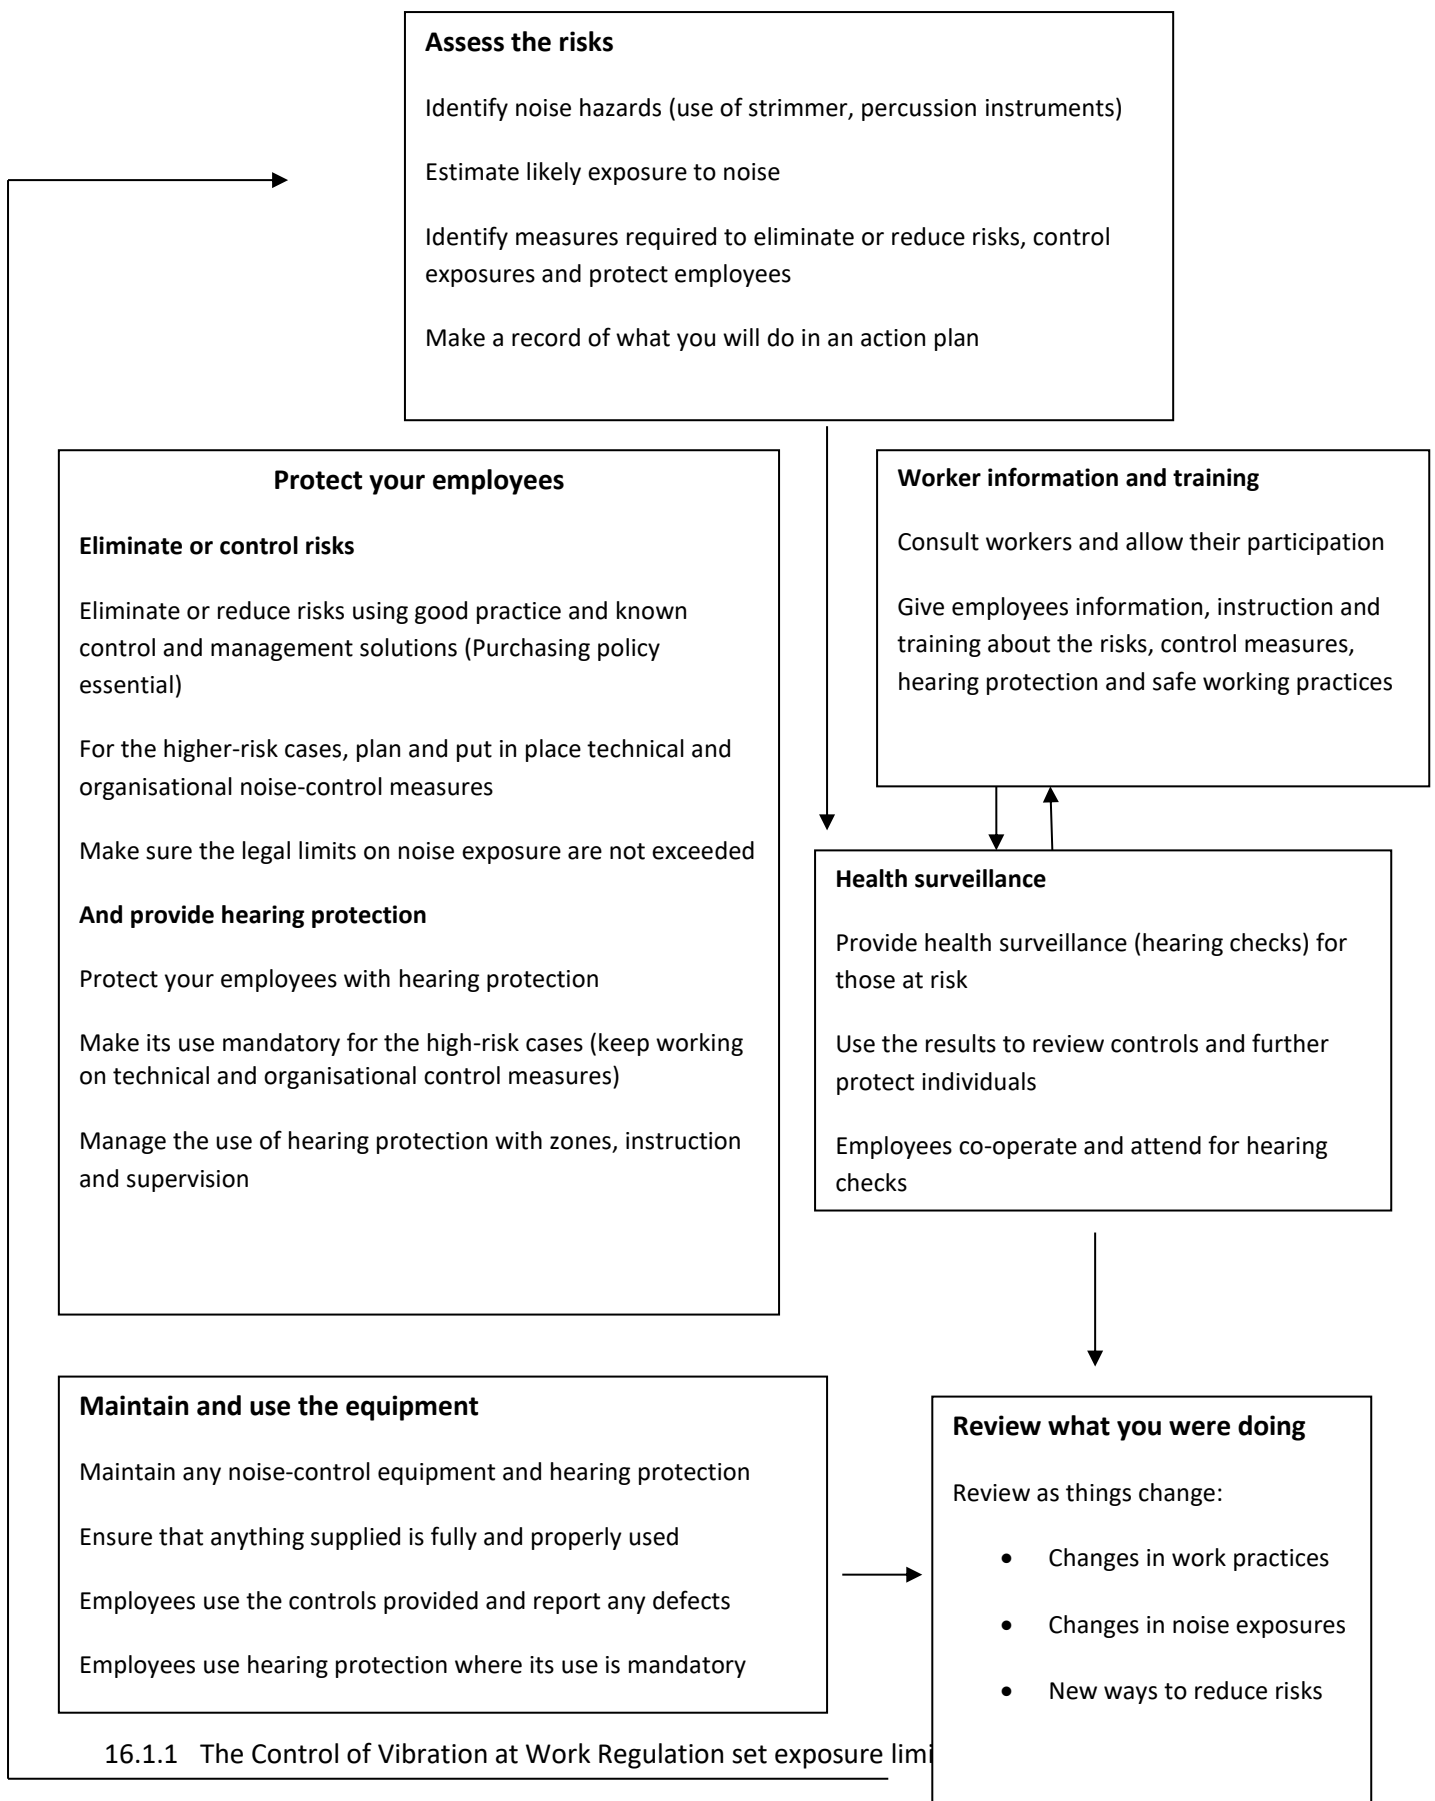 Assess the risks
Identify noise hazards (use of strimmer, percussion instruments)
Estimate likely exposure to noise
Identify measures required to eliminate or reduce risks, control
exposures and protect employees
Make a record of what you will do in an action plan
Protect your employees
Eliminate or control risks
Eliminate or reduce risks using good practice and known
control and management solutions (Purchasing policy
essential)
For the higher-risk cases, plan and put in place technical and
organisational noise-control measures
Make sure the legal limits on noise exposure are not exceeded
And provide hearing protection
Protect your employees with hearing protection
Make its use mandatory for the high-risk cases (keep working
on technical and organisational control measures)
Manage the use of hearing protection with zones, instruction
and supervision
Worker information and training
Consult workers and allow their participation
Give employees information, instruction and
training about the risks, control measures,
hearing protection and safe working practices
Health surveillance
Provide health surveillance (hearing checks) for
those at risk
Use the results to review controls and further
protect individuals
Employees co-operate and attend for hearing
checks
Maintain and use the equipment
Maintain any noise-control equipment and hearing protection
Ensure that anything supplied is fully and properly used
Employees use the controls provided and report any defects
Employees use hearing protection where its use is mandatory
Review what you were doing
Review as things change:
• Changes in work practices
• Changes in noise exposures
• New ways to reduce risks
16.1.1 The Control of Vibration at Work Regulation set exposure